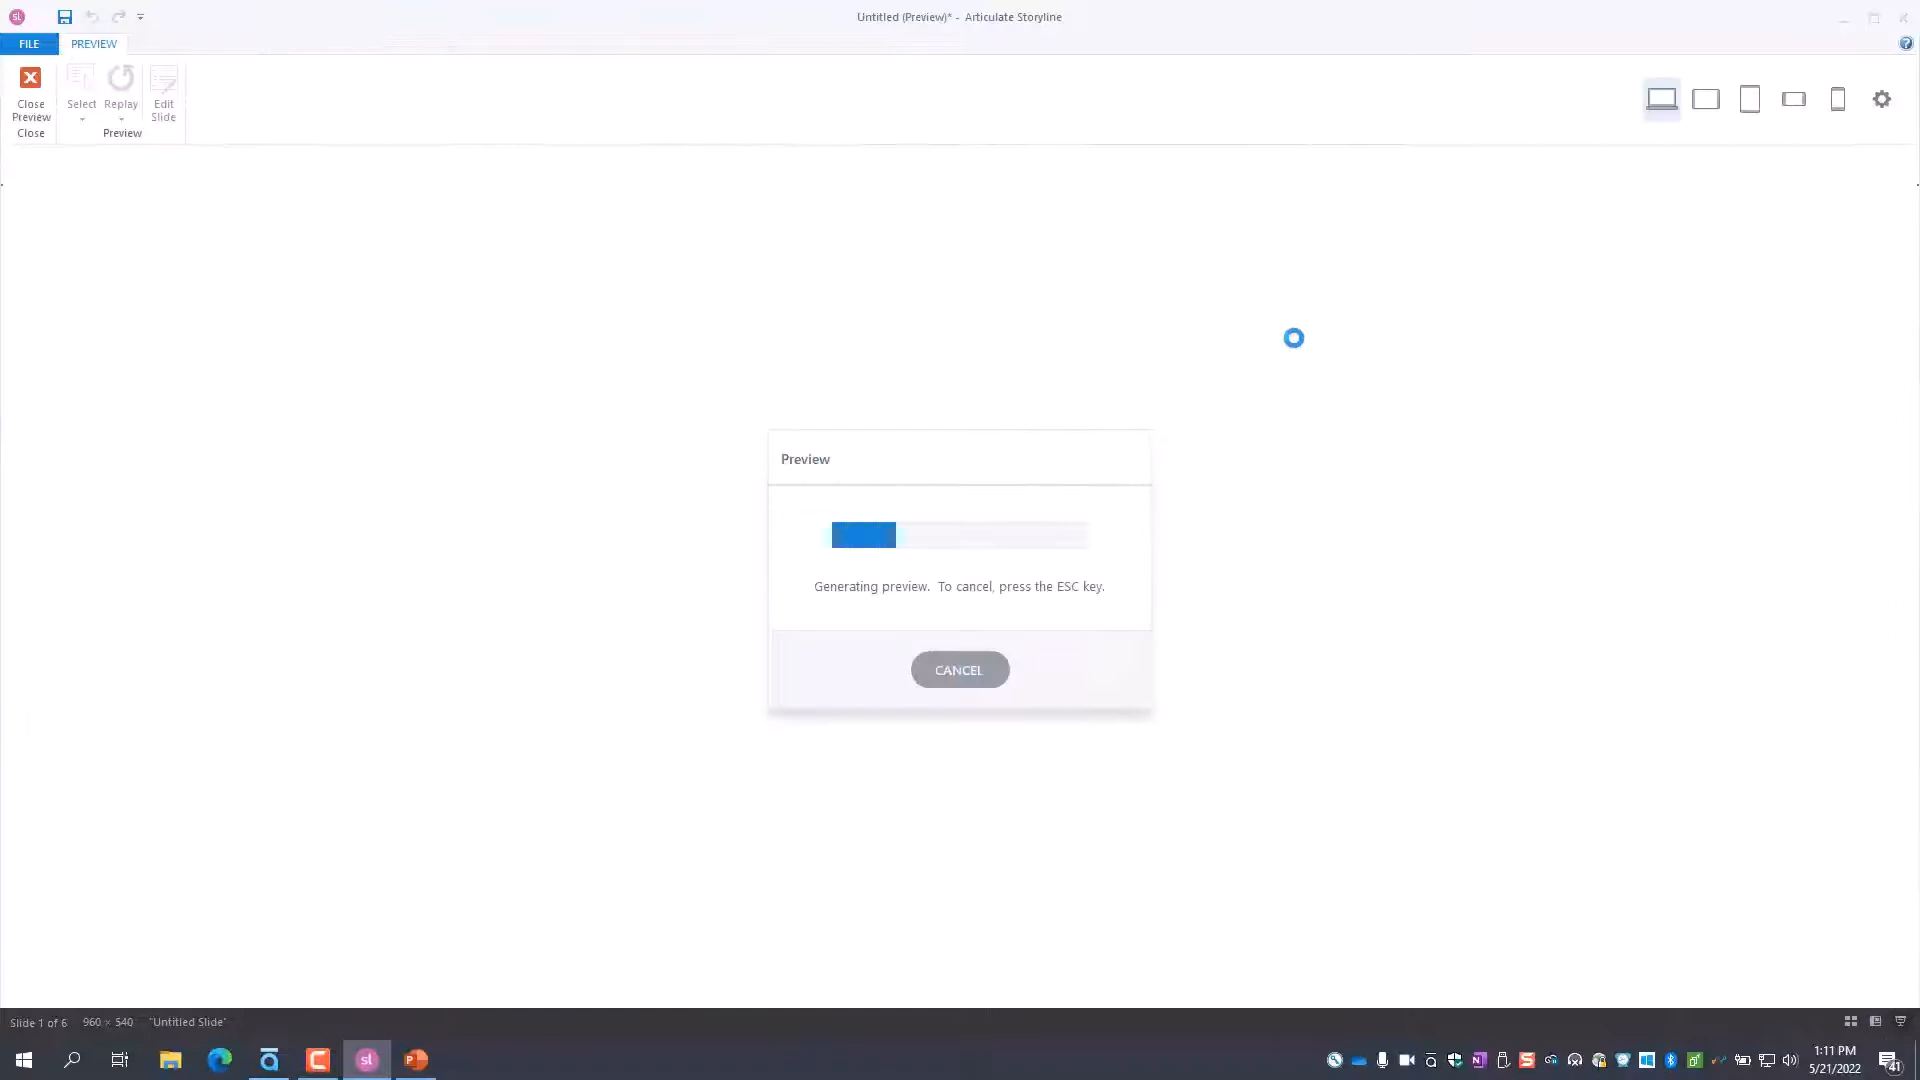 Untitled (Preview)* - Articulate Storyline
FILE PREVIEW
Close Preview
Select
Replay
Edit Slide
Close
Preview
Preview
Generating preview. To cancel, press the ESC key.
CANCEL
Slide 1 of 6 960 × 540 "Untitled Slide"
1:11 PM
5/21/2022
41